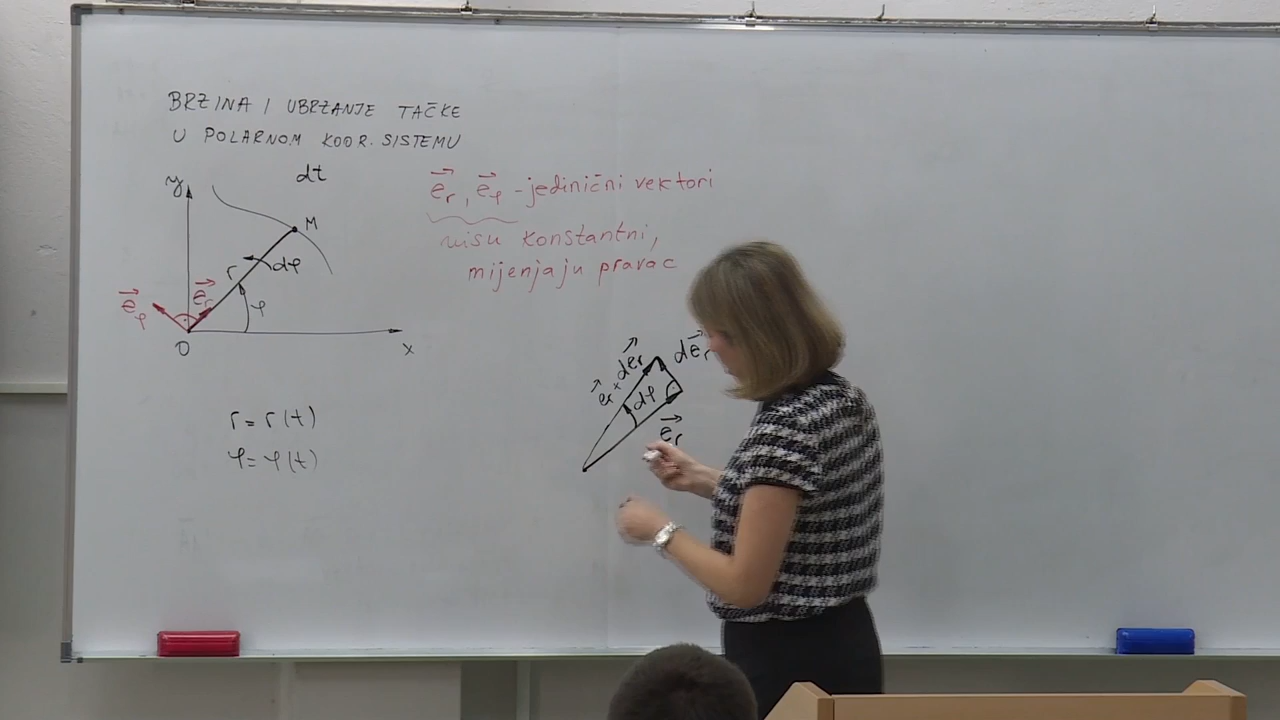 BRZINA I UBRZANJE TAČKE
U POLARNOM KOOR. SISTEMU
dt
y
M
r
dφ
e⃗φ
e⃗r
φ
O
x
r = r(t)
φ = φ(t)
e⃗r, e⃗φ - jedinični vektori
nisu konstantni,
mijenjaju pravac
e⃗r + de⃗r
de⃗r
dφ
e⃗r